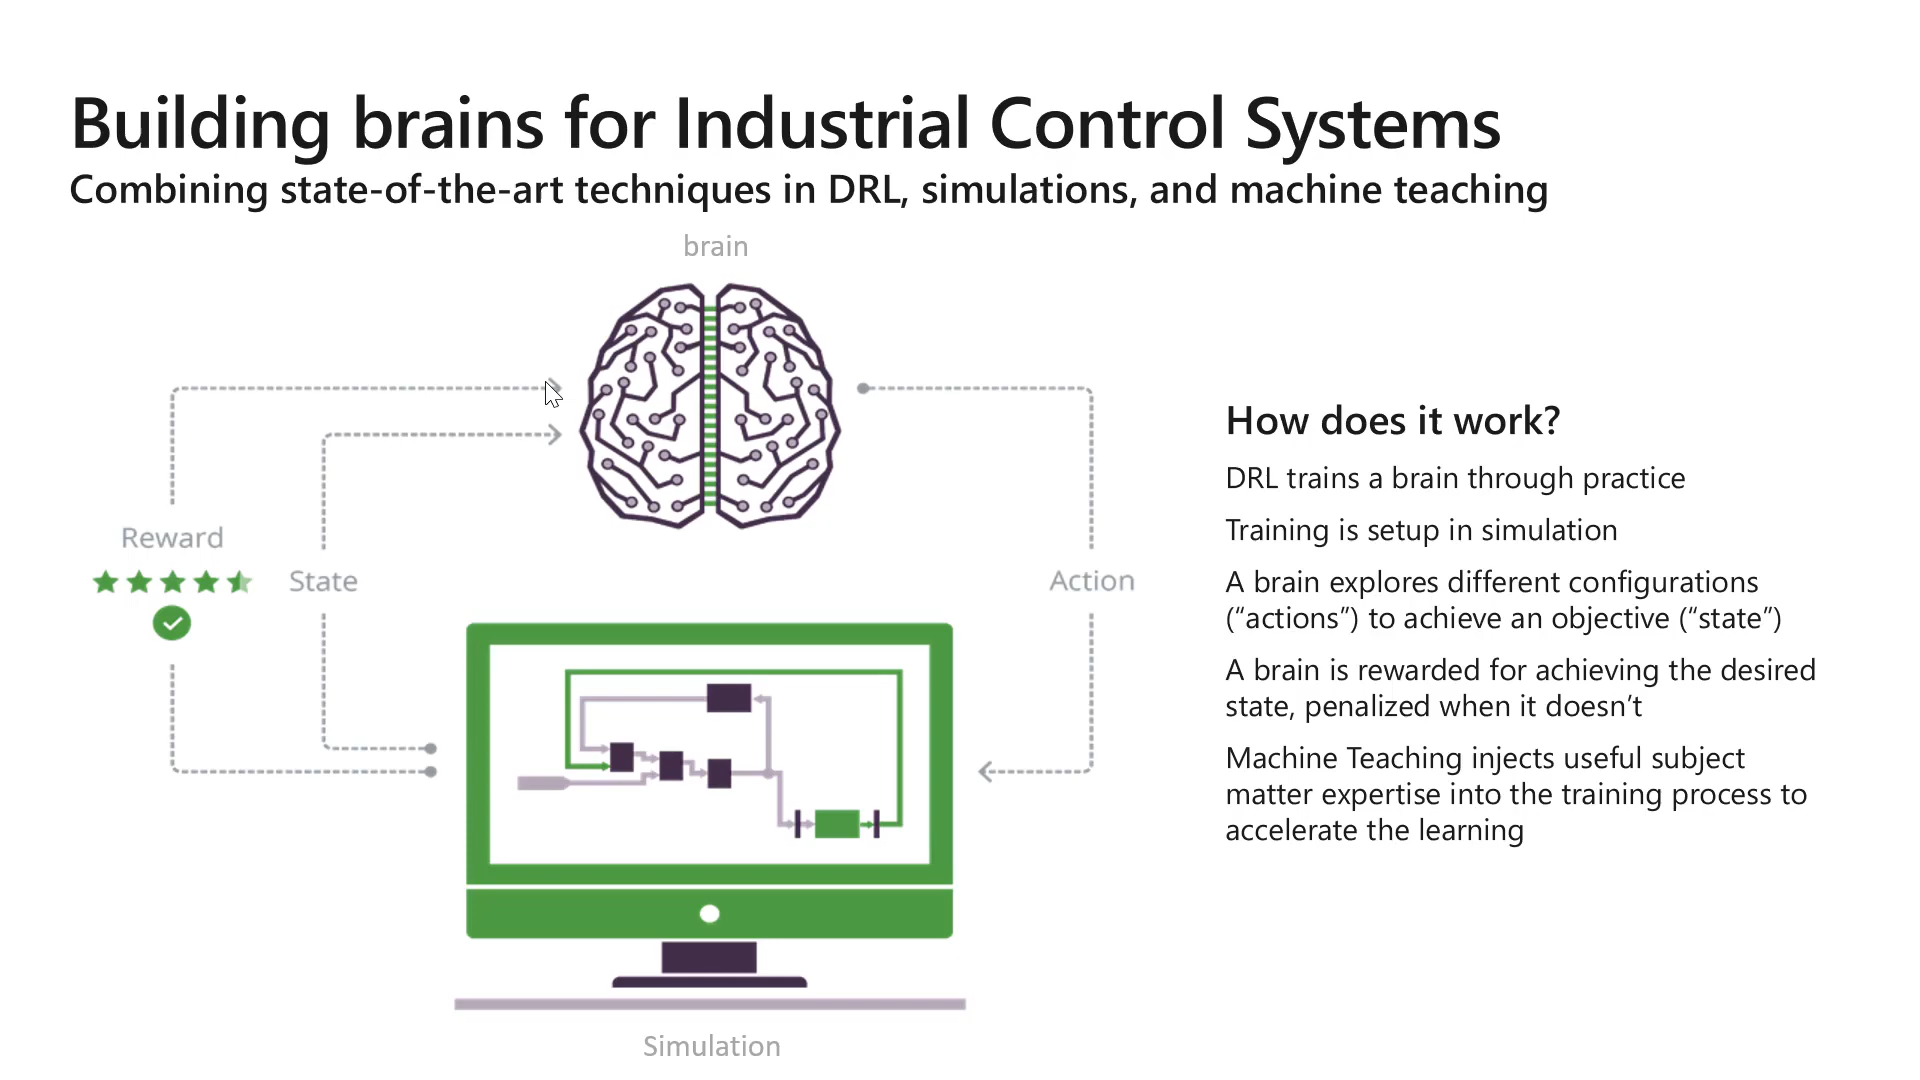 Building brains for Industrial Control Systems
Combining state-of-the-art techniques in DRL, simulations, and machine teaching
brain
Reward
State
Action
Simulation
How does it work?
DRL trains a brain through practice
Training is setup in simulation
A brain explores different configurations
(“actions”) to achieve an objective (“state”)
A brain is rewarded for achieving the desired
state, penalized when it doesn’t
Machine Teaching injects useful subject
matter expertise into the training process to
accelerate the learning